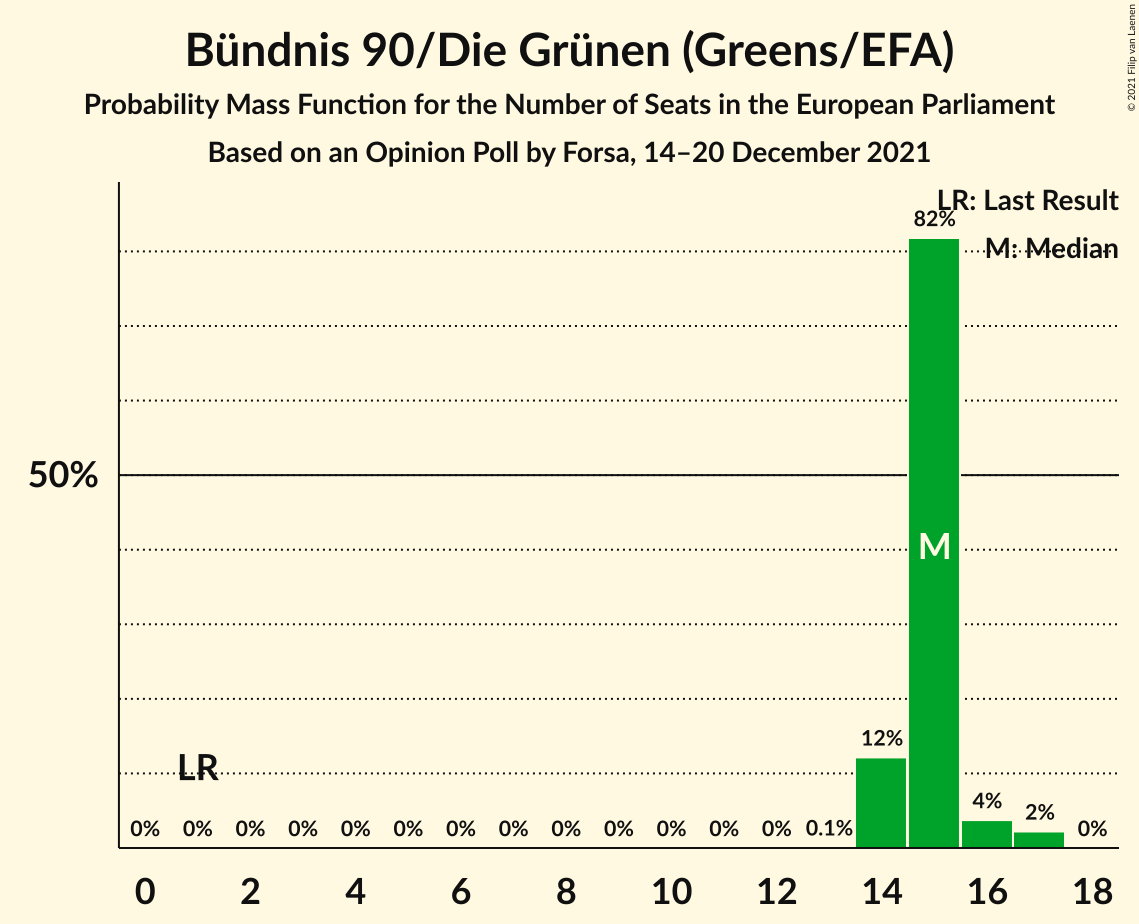 Bündnis 90/Die Grünen (Greens/EFA)
Probability Mass Function for the Number of Seats in the European Parliament
Based on an Opinion Poll by Forsa, 14–20 December 2021
© 2021 Filip van Laenen
LR: Last Result
82%
M: Median
50%
M
12%
LR
4%
2%
0% 0% 0% 0% 0% 0% 0% 0% 0% 0% 0% 0% 0% 0.1% 0%
0 2 4 6 8 10 12 14 16 18